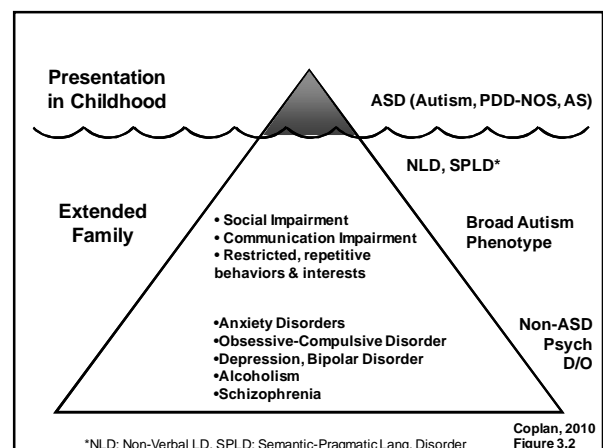 Presentation
in Childhood
ASD (Autism, PDD-NOS, AS)
NLD, SPLD*
Extended
Family
• Social Impairment
• Communication Impairment
• Restricted, repetitive
behaviors & interests
Broad Autism
Phenotype
•Anxiety Disorders
•Obsessive-Compulsive Disorder
•Depression, Bipolar Disorder
•Alcoholism
•Schizophrenia
Non-ASD
Psych
D/O
*NLD: Non-Verbal LD. SPLD: Semantic-Pragmatic Lang. Disorder
Coplan, 2010
Figure 3.2